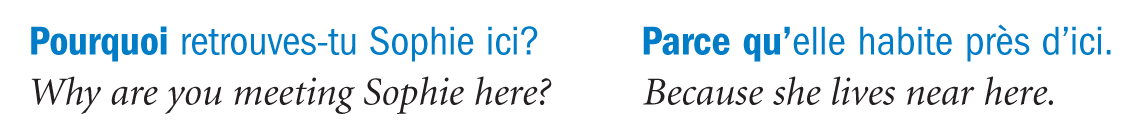 Pourquoi retrouves-tu Sophie ici?
Why are you meeting Sophie here?
Parce qu’elle habite près d’ici.
Because she lives near here.